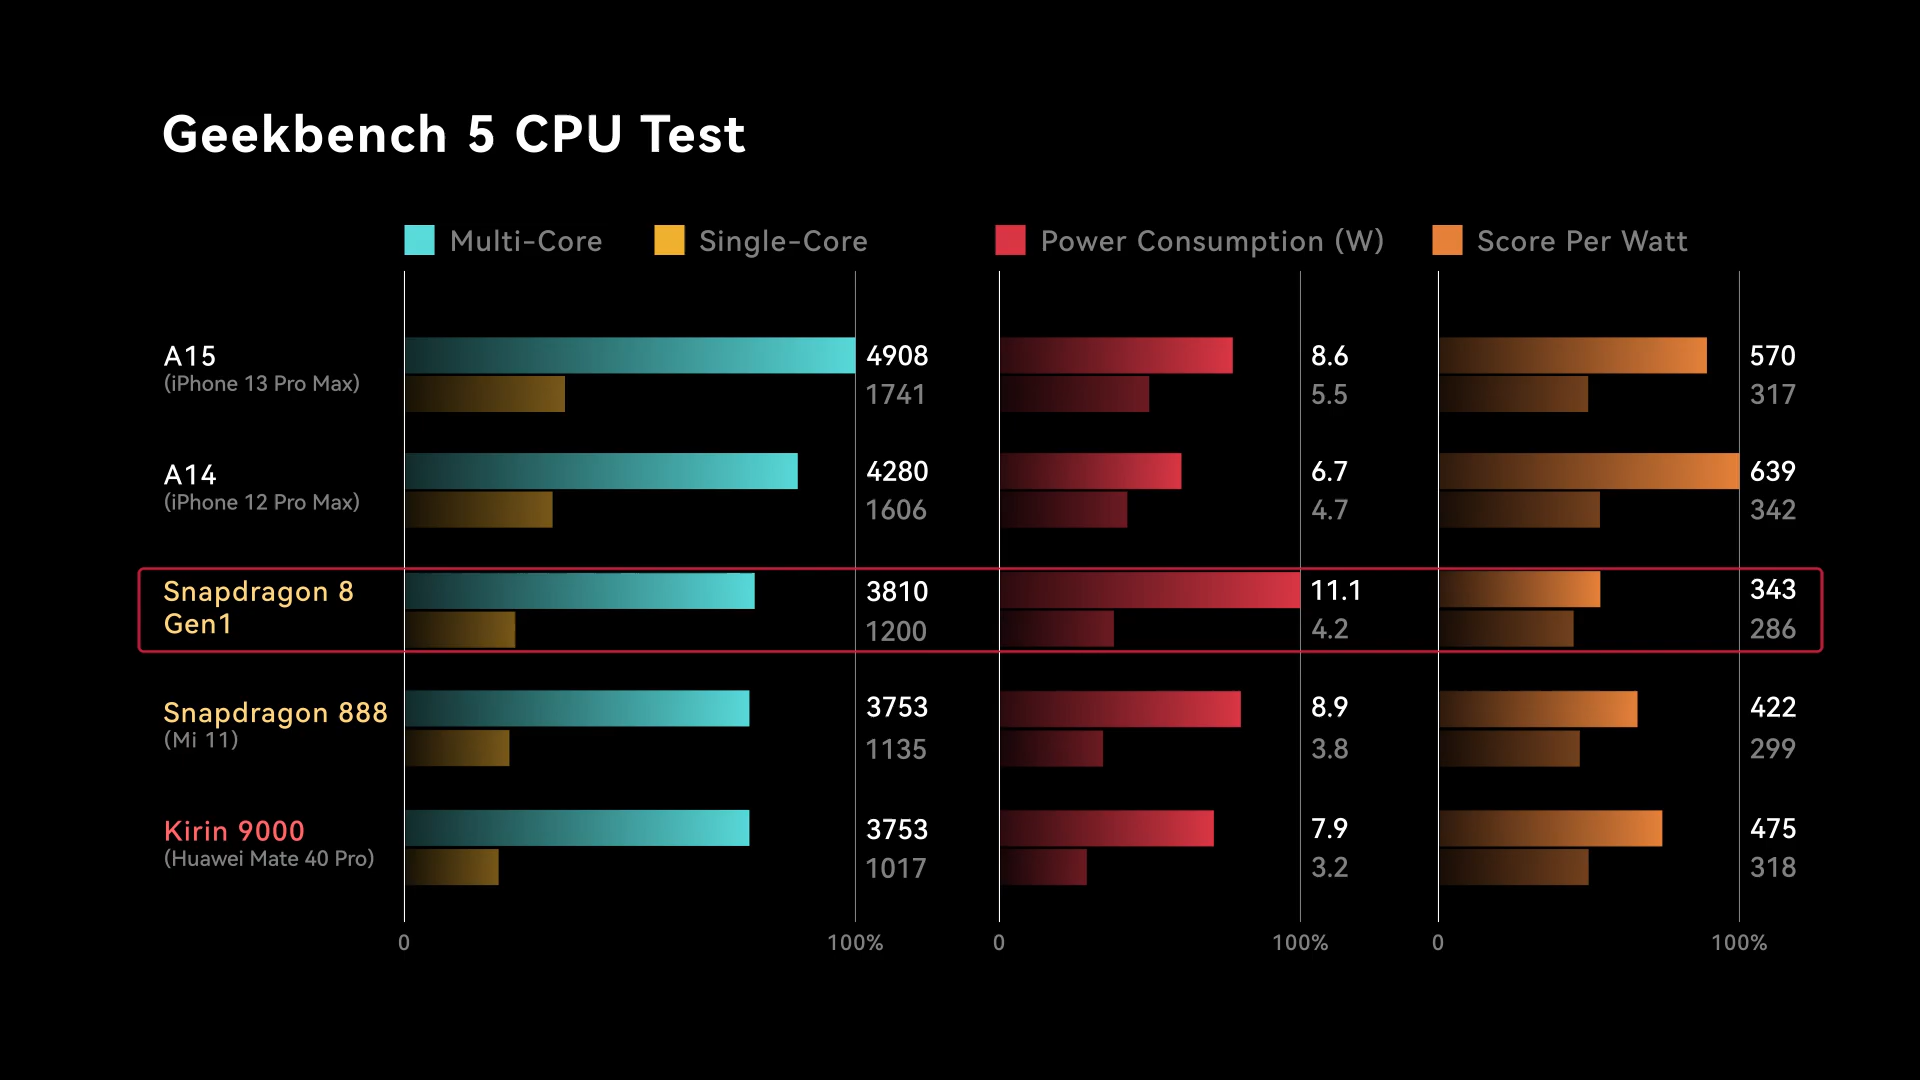 Geekbench 5 CPU Test
Multi-Core Single-Core Power Consumption (W) Score Per Watt
A15 4908 8.6 570
(iPhone 13 Pro Max) 1741 5.5 317
A14 4280 6.7 639
(iPhone 12 Pro Max) 1606 4.7 342
Snapdragon 8 3810 11.1 343
Gen1 1200 4.2 286
Snapdragon 888 3753 8.9 422
(Mi 11) 1135 3.8 299
Kirin 9000 3753 7.9 475
(Huawei Mate 40 Pro) 1017 3.2 318
0 100% 0 100% 0 100%